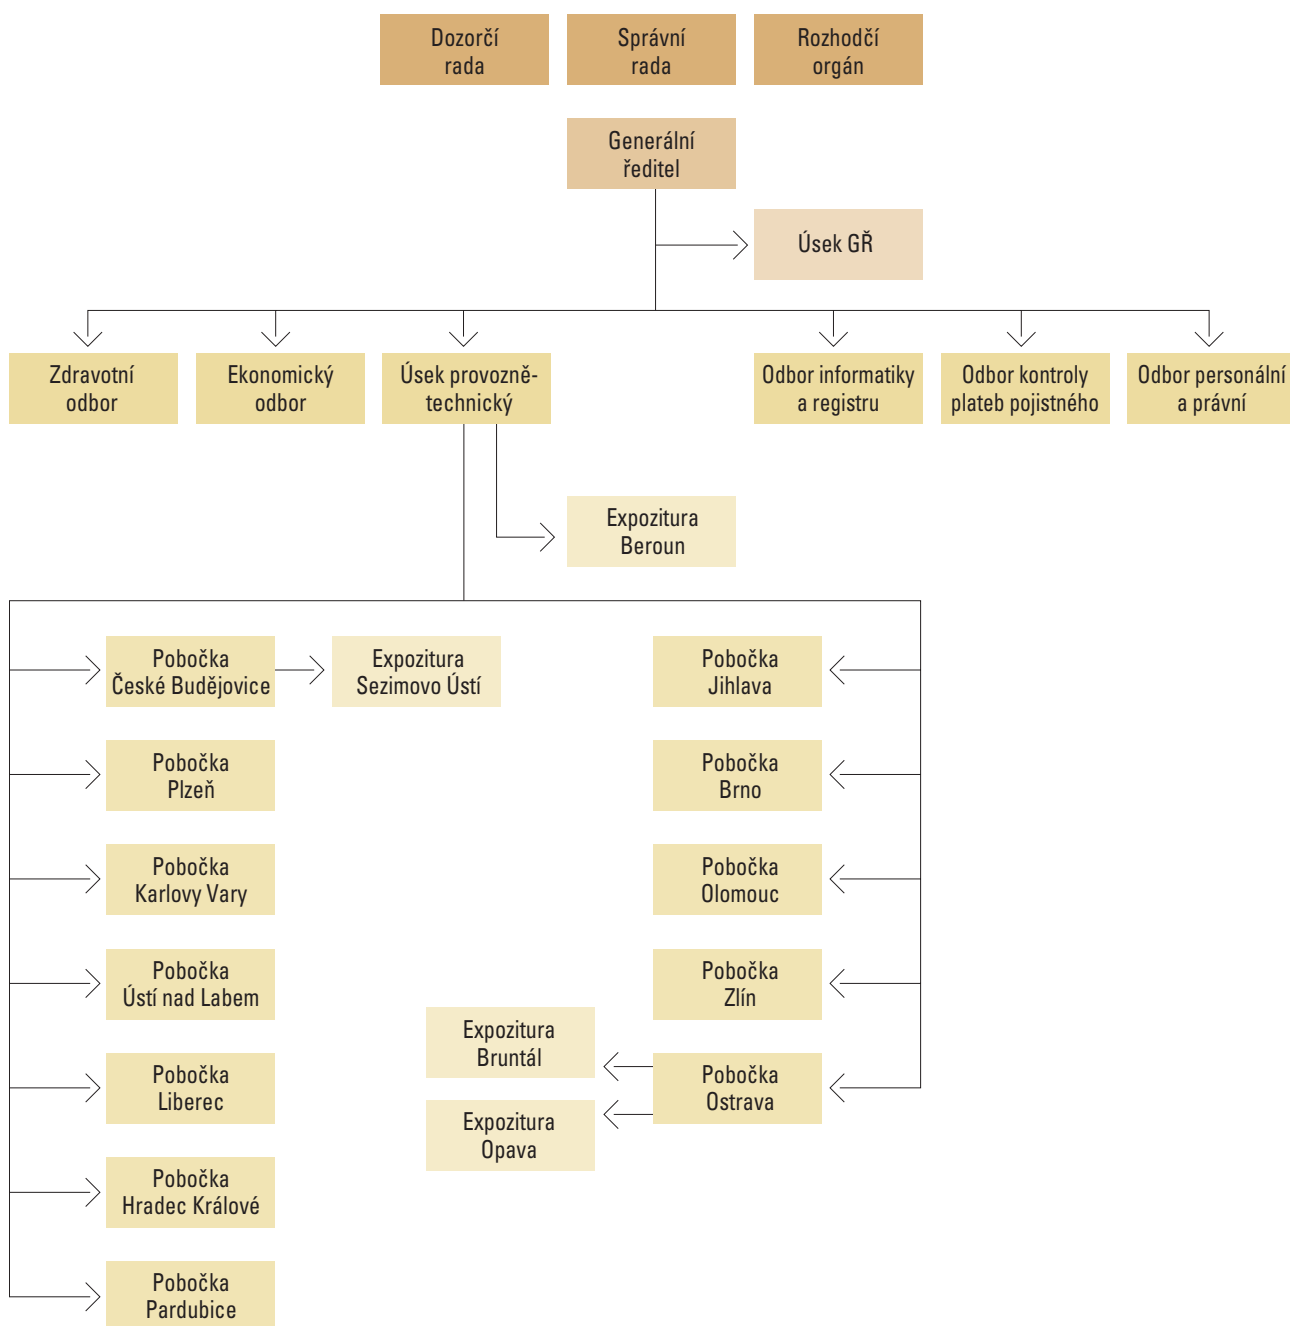 Dozorčí
rada
Správní
rada
Rozhodčí
orgán
Generální
ředitel
Úsek GŘ
Zdravotní
odbor
Ekonomický
odbor
Úsek provozně-
technický
Odbor informatiky
a registru
Odbor kontroly
plateb pojistného
Odbor personální
a právní
Expozitura
Beroun
Pobočka
České Budějovice
Expozitura
Sezimovo Ústí
Pobočka
Jihlava
Pobočka
Plzeň
Pobočka
Brno
Pobočka
Karlovy Vary
Pobočka
Olomouc
Pobočka
Ústí nad Labem
Pobočka
Zlín
Expozitura
Bruntál
Pobočka
Liberec
Pobočka
Ostrava
Expozitura
Opava
Pobočka
Hradec Králové
Pobočka
Pardubice